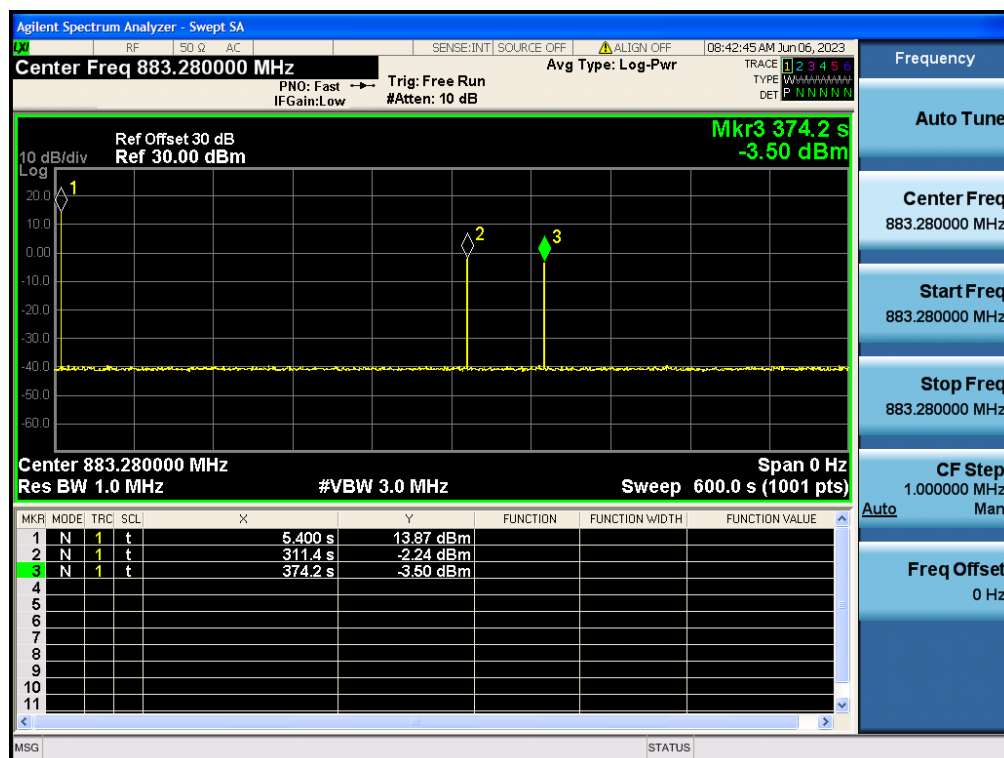 Agilent Spectrum Analyzer - Swept SA
LXI RF 50 Ω AC SENSE:INT SOURCE OFF ALIGN OFF 08:42:45 AM Jun 06, 2023
Center Freq 883.280000 MHz
PNO: Fast
IFGain:Low
Trig: Free Run
#Atten: 10 dB
Avg Type: Log-Pwr
TRACE 1 2 3 4 5 6
TYPE WWWWWW
DET P N N N N N
Mkr3 374.2 s
-3.50 dBm
Ref Offset 30 dB
10 dB/div Ref 30.00 dBm
Log
20.0
10.0
0.00
-10.0
-20.0
-30.0
-40.0
-50.0
-60.0
1
2
3
Center 883.280000 MHz Span 0 Hz
Res BW 1.0 MHz #VBW 3.0 MHz Sweep 600.0 s (1001 pts)
MKR MODE TRC SCL X Y FUNCTION FUNCTION WIDTH FUNCTION VALUE
1 N 1 t 5.400 s 13.87 dBm
2 N 1 t 311.4 s -2.24 dBm
3 N 1 t 374.2 s -3.50 dBm
4
5
6
7
8
9
10
11
MSG STATUS
Frequency
Auto Tune
Center Freq
883.280000 MHz
Start Freq
883.280000 MHz
Stop Freq
883.280000 MHz
CF Step
1.000000 MHz
Auto Man
Freq Offset
0 Hz